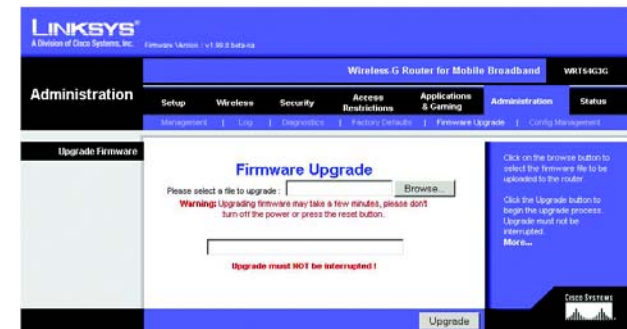 LINKSYS®
A Division of Cisco Systems, Inc.
Firmware Version : v1.99.8 beta-na
Wireless-G Router for Mobile Broadband
WRT54G3G
Administration
Setup
Wireless
Security
Access Restrictions
Applications & Gaming
Administration
Status
Management | Log | Diagnostics | Factory Defaults | Firmware Upgrade | Config Management
Upgrade Firmware
Firmware Upgrade
Please select a file to upgrade :
Browse...
Warning: Upgrading firmware may take a few minutes, please don't
turn off the power or press the reset button.
Upgrade must NOT be interrupted !
Click on the browse button to
select the firmware file to be
uploaded to the router.
Click the Upgrade button to
begin the upgrade process.
Upgrade must not be
interrupted.
More...
Upgrade
CISCO SYSTEMS